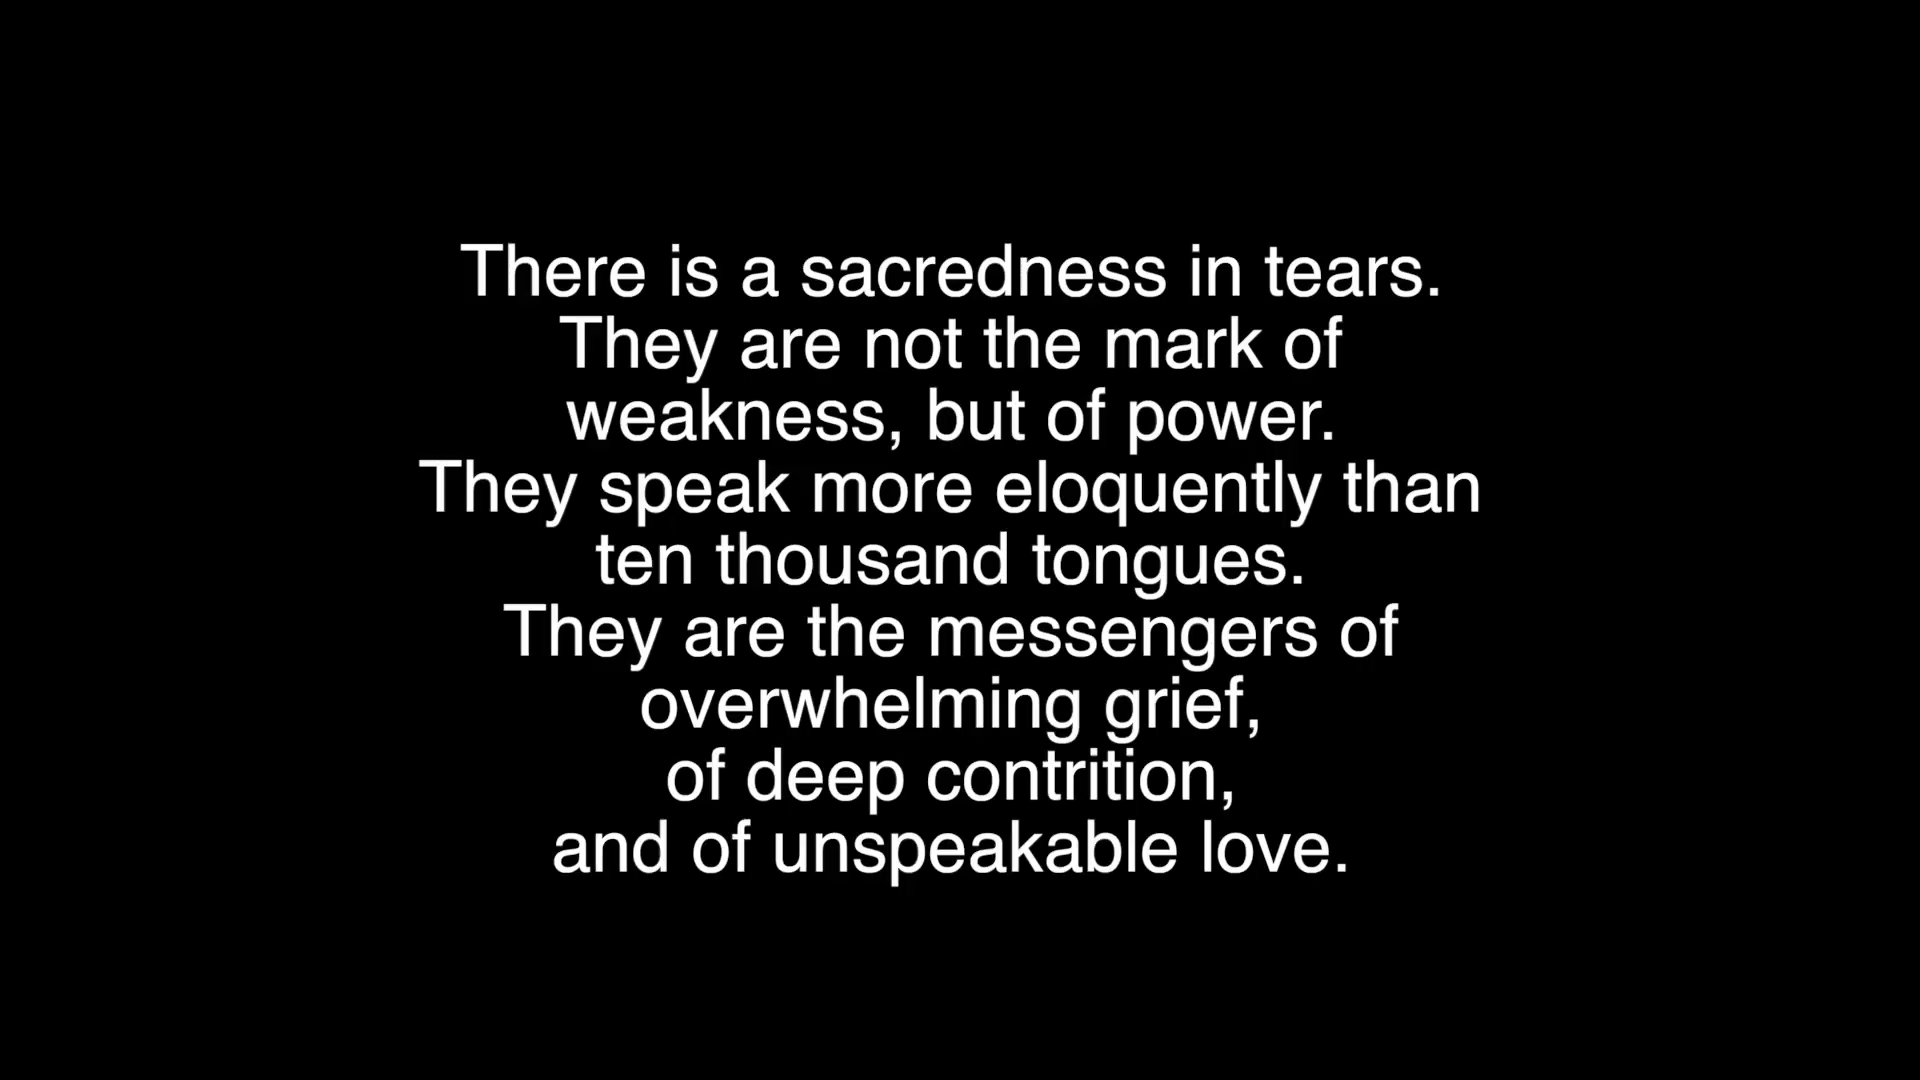 There is a sacredness in tears.
They are not the mark of
weakness, but of power.
They speak more eloquently than
ten thousand tongues.
They are the messengers of
overwhelming grief,
of deep contrition,
and of unspeakable love.